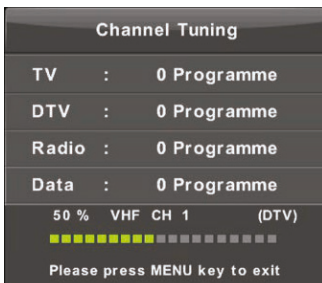 Channel Tuning
TV : 0 Programme
DTV : 0 Programme
Radio : 0 Programme
Data : 0 Programme
50 % VHF CH 1 (DTV)
Please press MENU key to exit